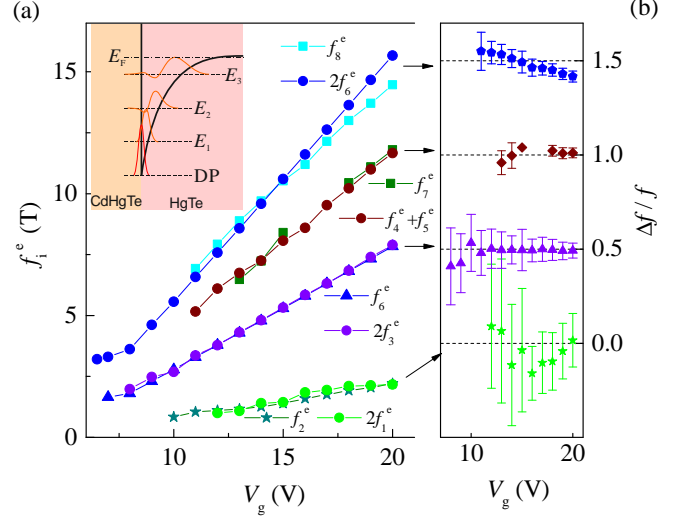 (a)
(b)
E_F
E_3
E_2
E_1
DP
CdHgTe
HgTe
f_8^e
2f_6^e
f_7^e
f_4^e+f_5^e
f_6^e
2f_3^e
f_2^e
2f_1^e
15
10
5
0
f_i^e (T)
10
15
20
V_g (V)
1.5
1.0
0.5
0.0
Δf / f
10
20
V_g (V)